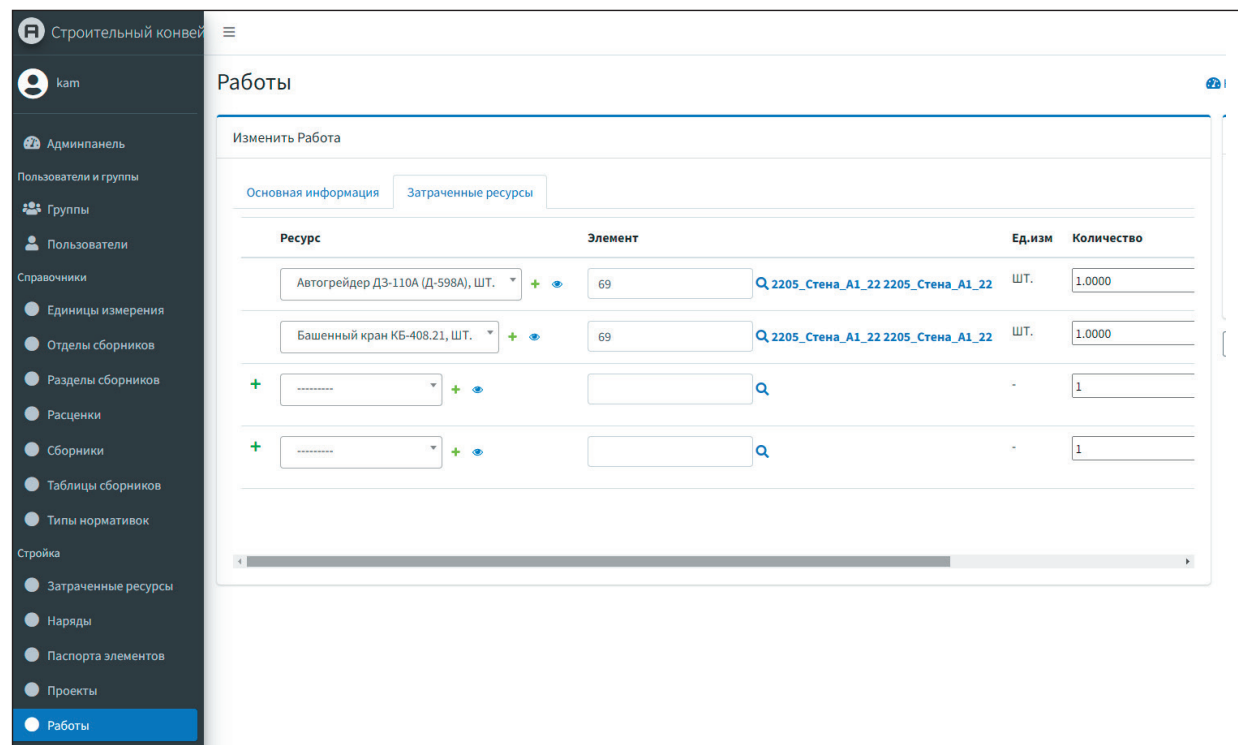 Строительный конвей
kam
Работы
Изменить Работа
Админпанель
Пользователи и группы
Группы
Пользователи
Справочники
Единицы измерения
Отделы сборников
Разделы сборников
Расценки
Сборники
Таблицы сборников
Типы нормативок
Стройка
Затраченные ресурсы
Наряды
Паспорта элементов
Проекты
Работы
Основная информация Затраченные ресурсы
Ресурс Элемент Ед.изм Количество
Автогрейдер ДЗ-110А (Д-598А), ШТ. 69 2205_Стена_А1_22 2205_Стена_А1_22 ШТ. 1.0000
Башенный кран КБ-408.21, ШТ. 69 2205_Стена_А1_22 2205_Стена_А1_22 ШТ. 1.0000
--------- - 1
--------- - 1